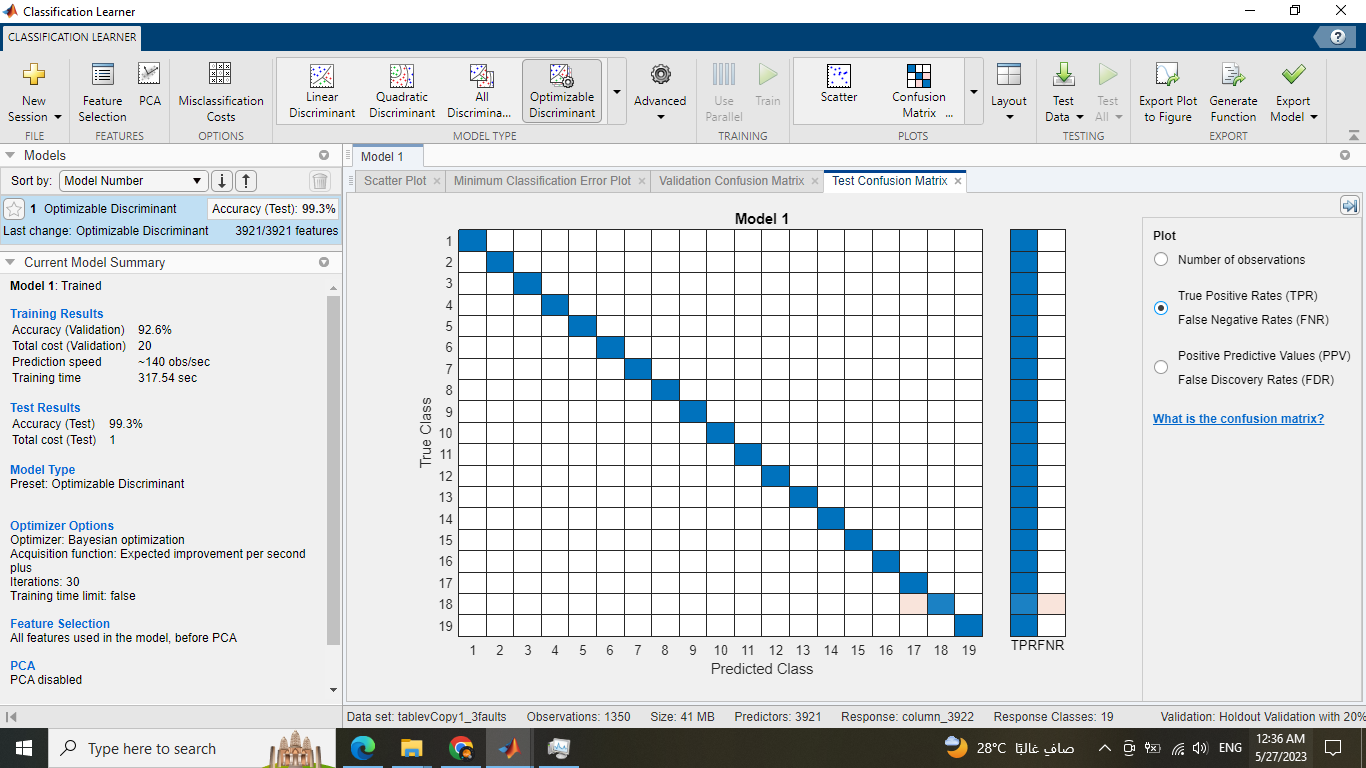 Classification Learner
CLASSIFICATION LEARNER
?
New Session
Feature Selection
PCA
Misclassification Costs
Linear Discriminant
Quadratic Discriminant
All Discrimina...
Optimizable Discriminant
Advanced
Use Parallel
Train
Scatter
Confusion Matrix ...
Layout
Test Data
Test All
Export Plot to Figure
Generate Function
Export Model
FILE
FEATURES
OPTIONS
MODEL TYPE
TRAINING
PLOTS
TESTING
EXPORT
Models
Sort by: Model Number
1 Optimizable Discriminant Accuracy (Test): 99.3%
Last change: Optimizable Discriminant 3921/3921 features
Current Model Summary
Model 1: Trained
Training Results
Accuracy (Validation) 92.6%
Total cost (Validation) 20
Prediction speed ~140 obs/sec
Training time 317.54 sec
Test Results
Accuracy (Test) 99.3%
Total cost (Test) 1
Model Type
Preset: Optimizable Discriminant
Optimizer Options
Optimizer: Bayesian optimization
Acquisition function: Expected improvement per second
plus
Iterations: 30
Training time limit: false
Feature Selection
All features used in the model, before PCA
PCA
PCA disabled
Model 1
Scatter Plot Minimum Classification Error Plot Validation Confusion Matrix Test Confusion Matrix
Model 1
True Class
1
2
3
4
5
6
7
8
9
10
11
12
13
14
15
16
17
18
19
1 2 3 4 5 6 7 8 9 10 11 12 13 14 15 16 17 18 19
TPR FNR
Predicted Class
Plot
Number of observations
True Positive Rates (TPR)
False Negative Rates (FNR)
Positive Predictive Values (PPV)
False Discovery Rates (FDR)
What is the confusion matrix?
Data set: tablevCopy1_3faults Observations: 1350 Size: 41 MB Predictors: 3921 Response: column_3922 Response Classes: 19 Validation: Holdout Validation with 20%
Type here to search
28°C صافٍ غالبًا
ENG
12:36 AM
5/27/2023